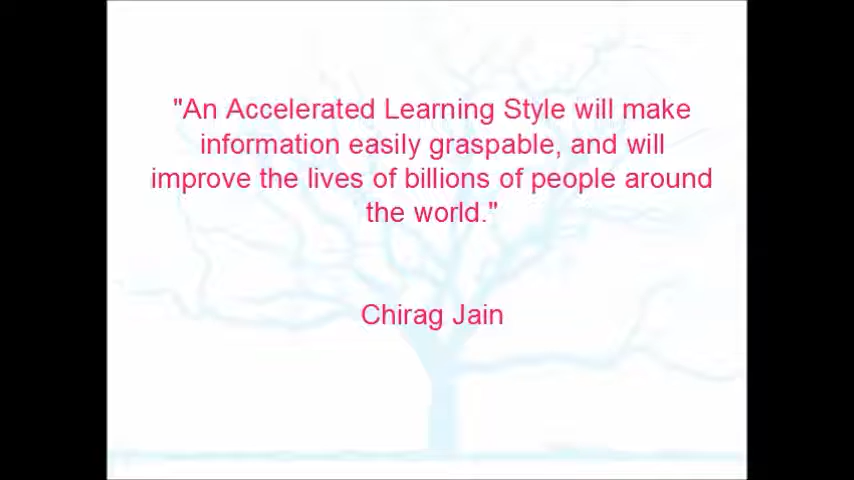 "An Accelerated Learning Style will make
information easily graspable, and will
improve the lives of billions of people around
the world."
Chirag Jain